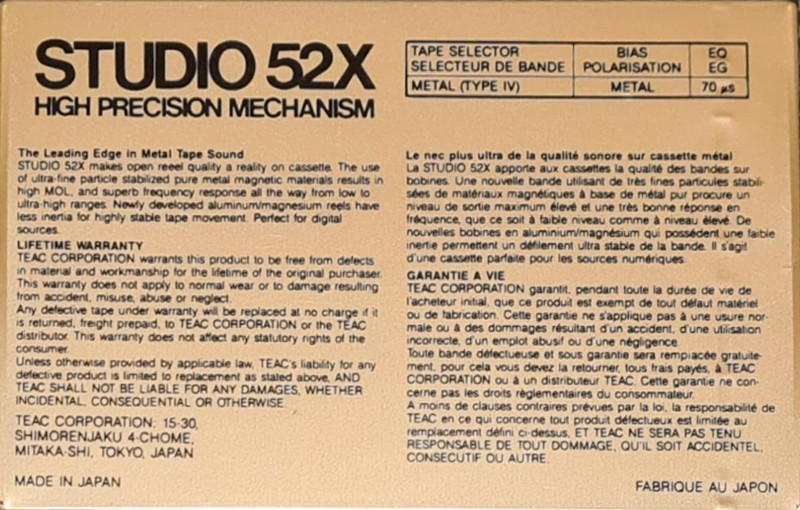 STUDIO 52X
HIGH PRECISION MECHANISM
TAPE SELECTOR BIAS EQ
SELECTEUR DE BANDE POLARISATION EG
METAL (TYPE IV) METAL 70 µs
The Leading Edge in Metal Tape Sound
STUDIO 52X makes open reeel quality a reality on cassette. The use
of ultra-fine particle stabilized pure metal magnetic materials results in
high MOL, and superb frequency response all the way from low to
ultra-high ranges. Newly developed aluminum/magnesium reels have
less inertia for highly stable tape movement. Perfect for digital
sources.
LIFETIME WARRANTY
TEAC CORPORATION warrants this product to be free from defects
in material and workmanship for the lifetime of the original purchaser.
This warranty does not apply to normal wear or to damage resulting
from accident, misuse, abuse or neglect.
Any defective tape under warranty will be replaced at no charge if it
is returned, freight prepaid, to TEAC CORPORATION or the TEAC
distributor. This warranty does not affect any statutory rights of the
consumer.
Unless otherwise provided by applicable law, TEAC's liability for any
defective product is limited to replacement as stated above, AND
TEAC SHALL NOT BE LIABLE FOR ANY DAMAGES, WHETHER
INCIDENTAL, CONSEQUENTIAL OR OTHERWISE.
TEAC CORPORATION: 15-30,
SHIMORENJAKU 4-CHOME,
MITAKA-SHI, TOKYO, JAPAN
MADE IN JAPAN
Le nec plus ultra de la qualité sonore sur cassette métal
La STUDIO 52X apporte aux cassettes la qualité des bandes sur
bobines. Une nouvelle bande utilisant de très fines particules stabili-
sées de matériaux magnétiques à base de métal pur procure un
niveau de sortie maximum élevé et une très bonne réponse en
fréquence, que ce soit à faible niveau comme à niveau élevé. De
nouvelles bobines en aluminium/magnésium qui possèdent une faible
inertie permettent un défilement ultra stable de la bande. Il s'agit
d'une cassette parfaite pour les sources numériques.
GARANTIE A VIE
TEAC CORPORATION garantit, pendant toute la durée de vie de
l'acheteur initial, que ce produit est exempt de tout défaut matériel
ou de fabrication. Cette garantie ne s'applique pas à une usure nor-
male ou à des dommages résultant d'un accident, d'une utilisation
incorrecte, d'un emplot abusif ou d'une négligence.
Toute bande défectueuse et sous garantie sera remplacée gratuite-
ment, pour cela vous devez la retourner, tous frais payés, à TEAC
CORPORATION ou à un distributeur TEAC. Cette garantie ne con-
cerne pas les droits règlementaires du consommateur.
A moins de clauses contraires prévues par la loi, la responsabilité de
TEAC en ce qui concerne tout produit défectueux est limitée au
remplacement défini ci-dessus, ET TEAC NE SERA PAS TENU
RESPONSABLE DE TOUT DOMMAGE, QU'IL SOIT ACCIDENTEL,
CONSECUTIF OU AUTRE.
FABRIQUE AU JAPON